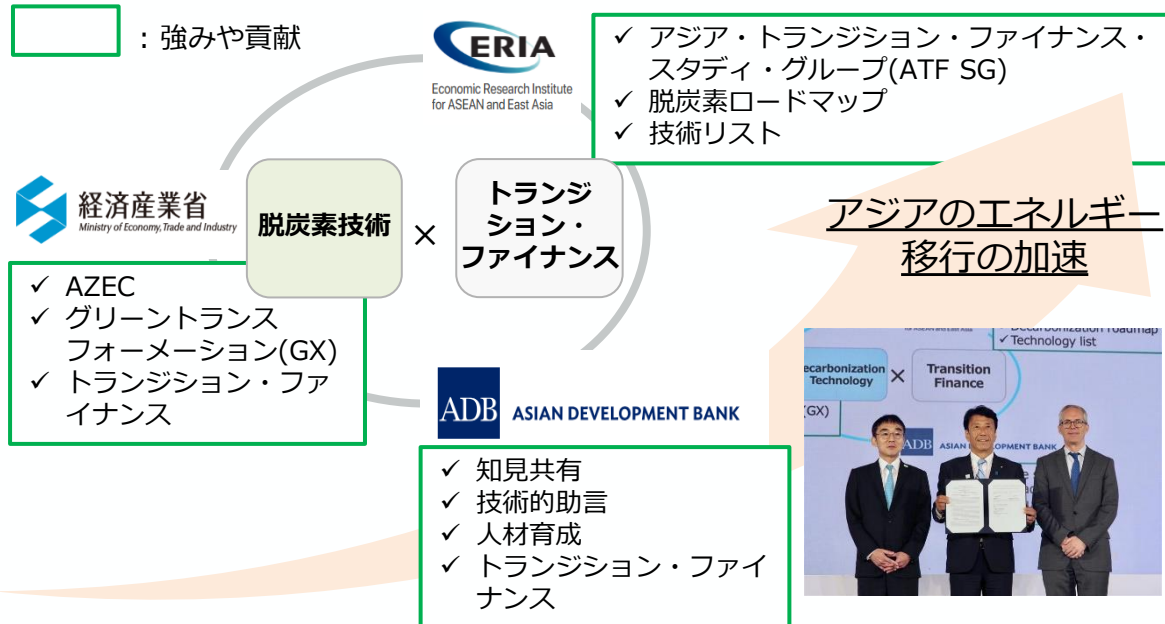 ：強みや貢献
ERIA
Economic Research Institute
for ASEAN and East Asia
✓ アジア・トランジション・ファイナンス・
スタディ・グループ(ATF SG)
✓ 脱炭素ロードマップ
✓ 技術リスト
経済産業省
Ministry of Economy, Trade and Industry
脱炭素技術
×
トランジ
ション・
ファイナンス
アジアのエネルギー
移行の加速
✓ AZEC
✓ グリーントランス
フォーメーション(GX)
✓ トランジション・ファ
イナンス
ADB ASIAN DEVELOPMENT BANK
✓ 知見共有
✓ 技術的助言
✓ 人材育成
✓ トランジション・ファイ
ナンス
for ASEAN and East Asia
Decarbonization roadmap
✓ Technology list
ecarbonization
Technology
×
Transition
Finance
(GX)
ADB ASIAN
OPMENT BANK